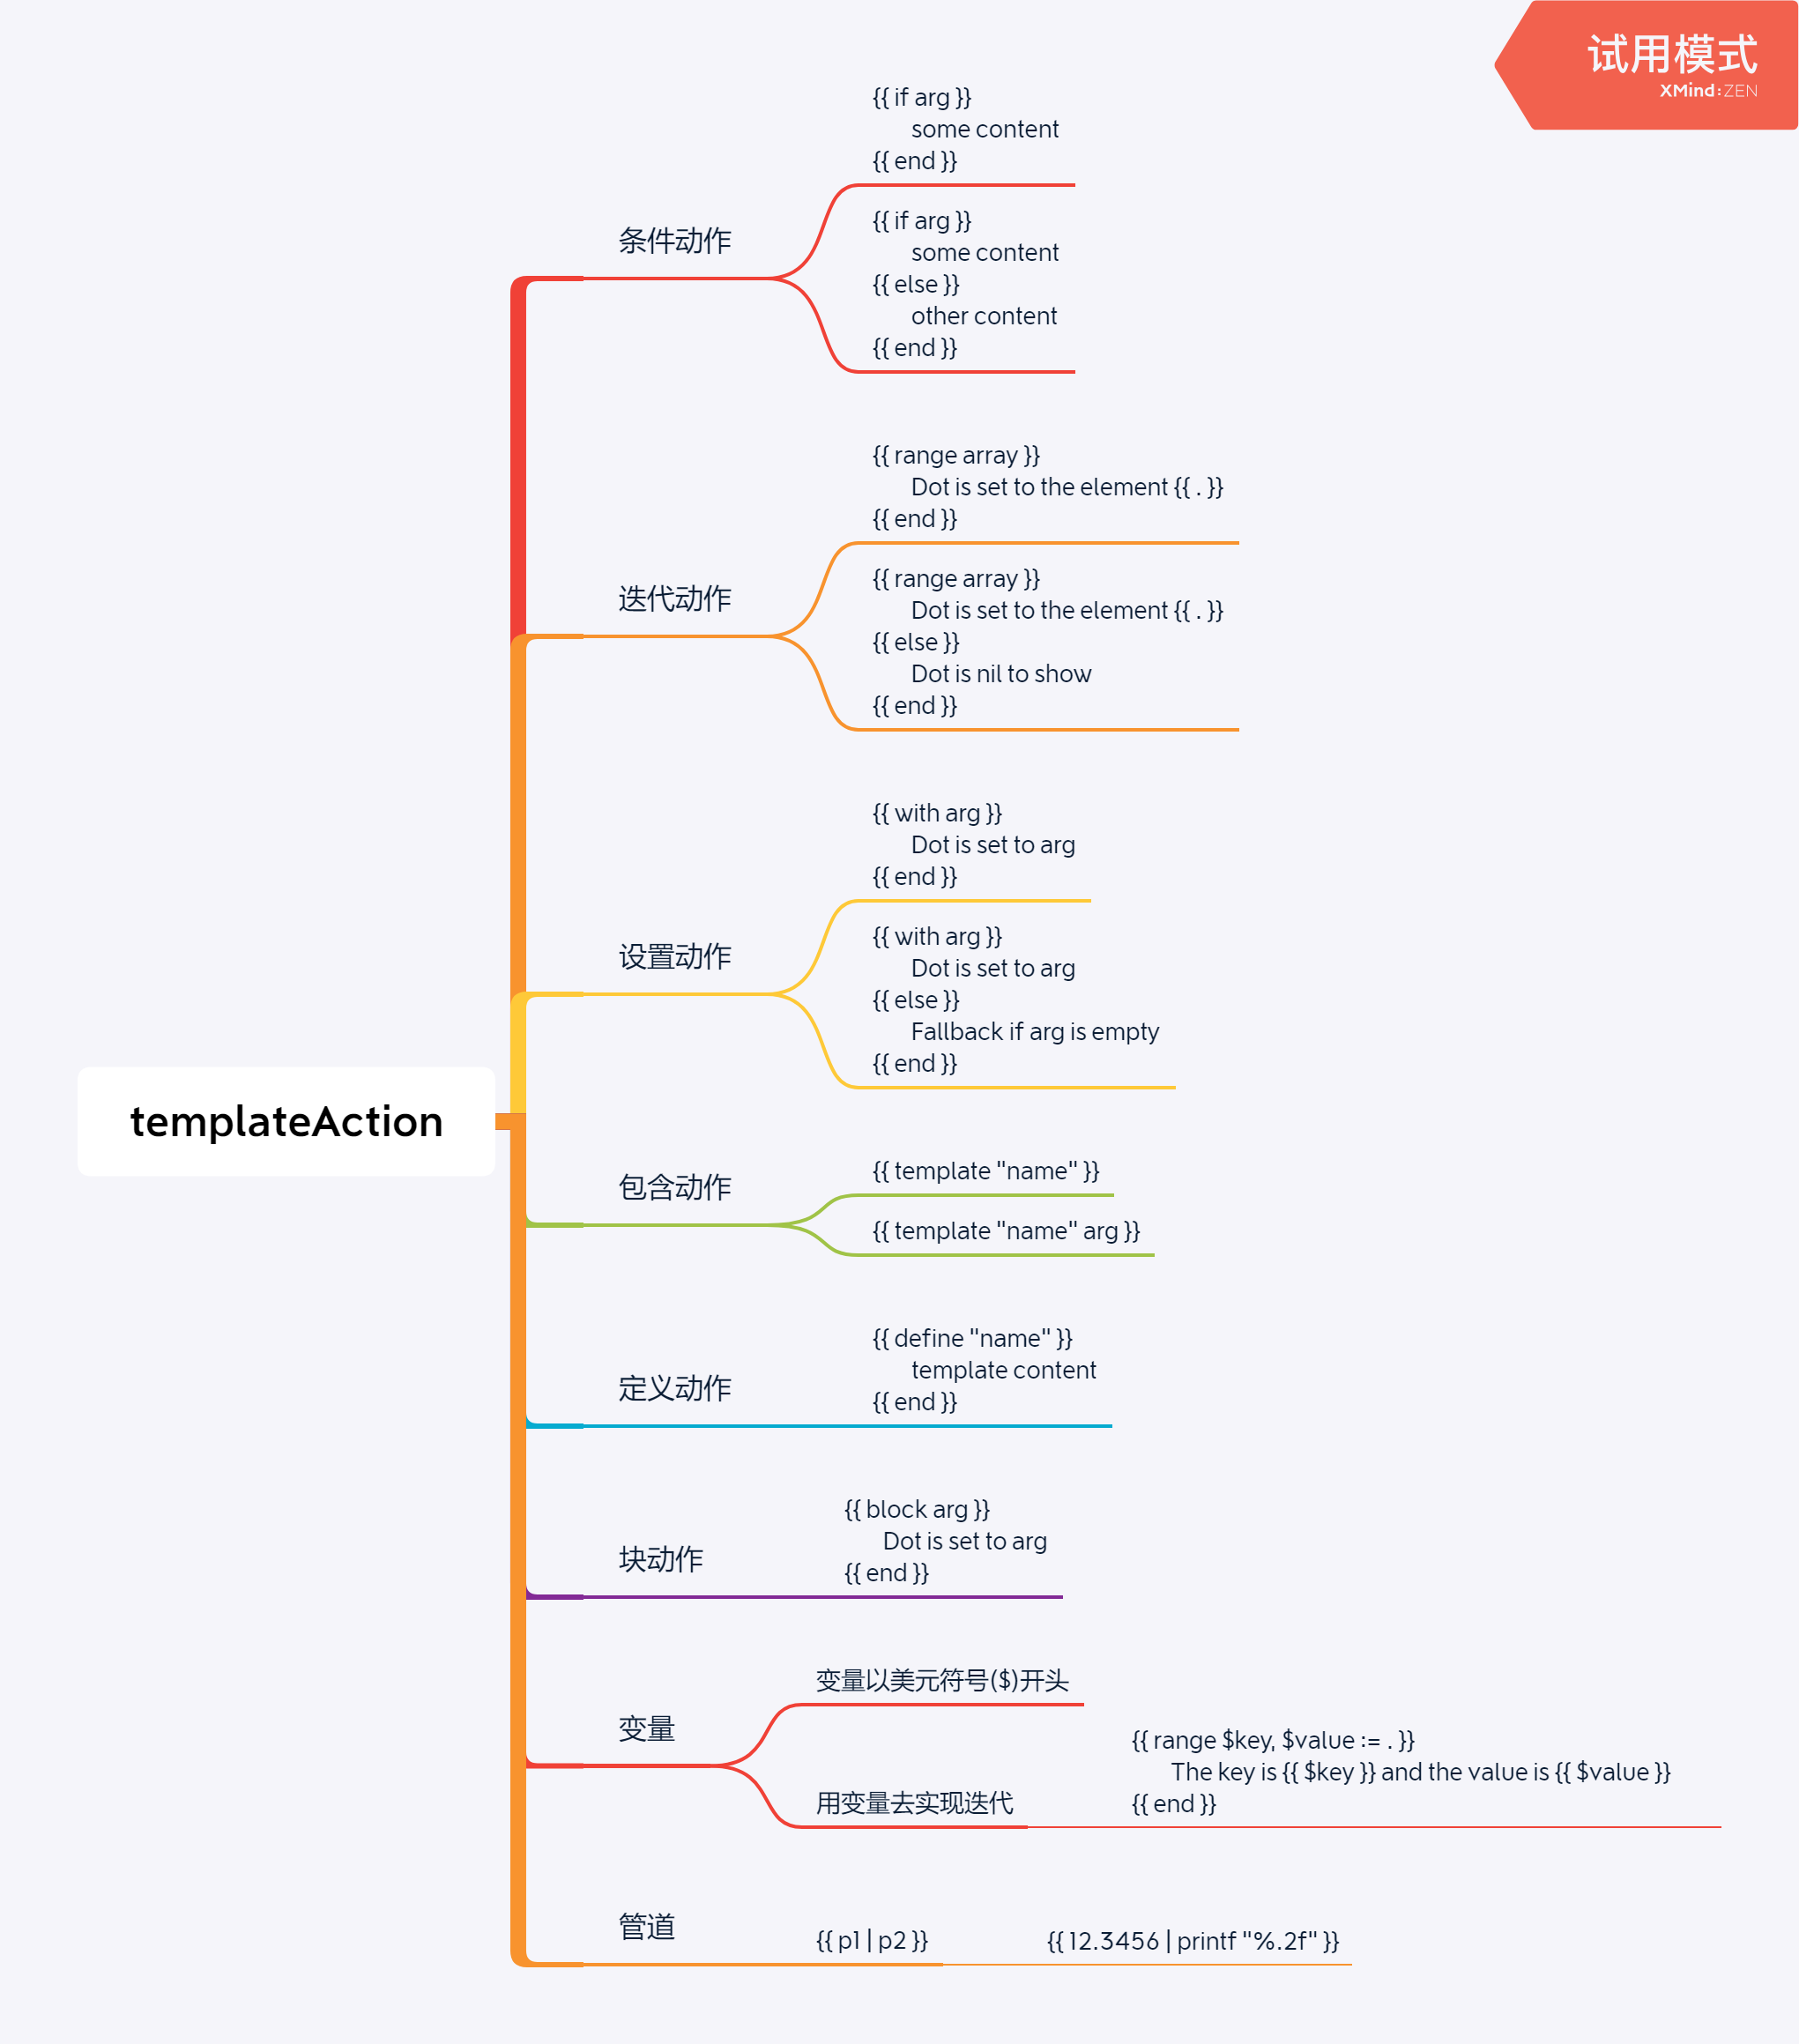 试用模式
XMind:ZEN
templateAction
条件动作
{{ if arg }}
some content
{{ end }}
{{ if arg }}
some content
{{ else }}
other content
{{ end }}
迭代动作
{{ range array }}
Dot is set to the element {{ . }}
{{ end }}
{{ range array }}
Dot is set to the element {{ . }}
{{ else }}
Dot is nil to show
{{ end }}
设置动作
{{ with arg }}
Dot is set to arg
{{ end }}
{{ with arg }}
Dot is set to arg
{{ else }}
Fallback if arg is empty
{{ end }}
包含动作
{{ template "name" }}
{{ template "name" arg }}
定义动作
{{ define "name" }}
template content
{{ end }}
块动作
{{ block arg }}
Dot is set to arg
{{ end }}
变量
变量以美元符号($)开头
用变量去实现迭代
{{ range $key, $value := . }}
The key is {{ $key }} and the value is {{ $value }}
{{ end }}
管道
{{ p1 | p2 }}
{{ 12.3456 | printf "%.2f" }}